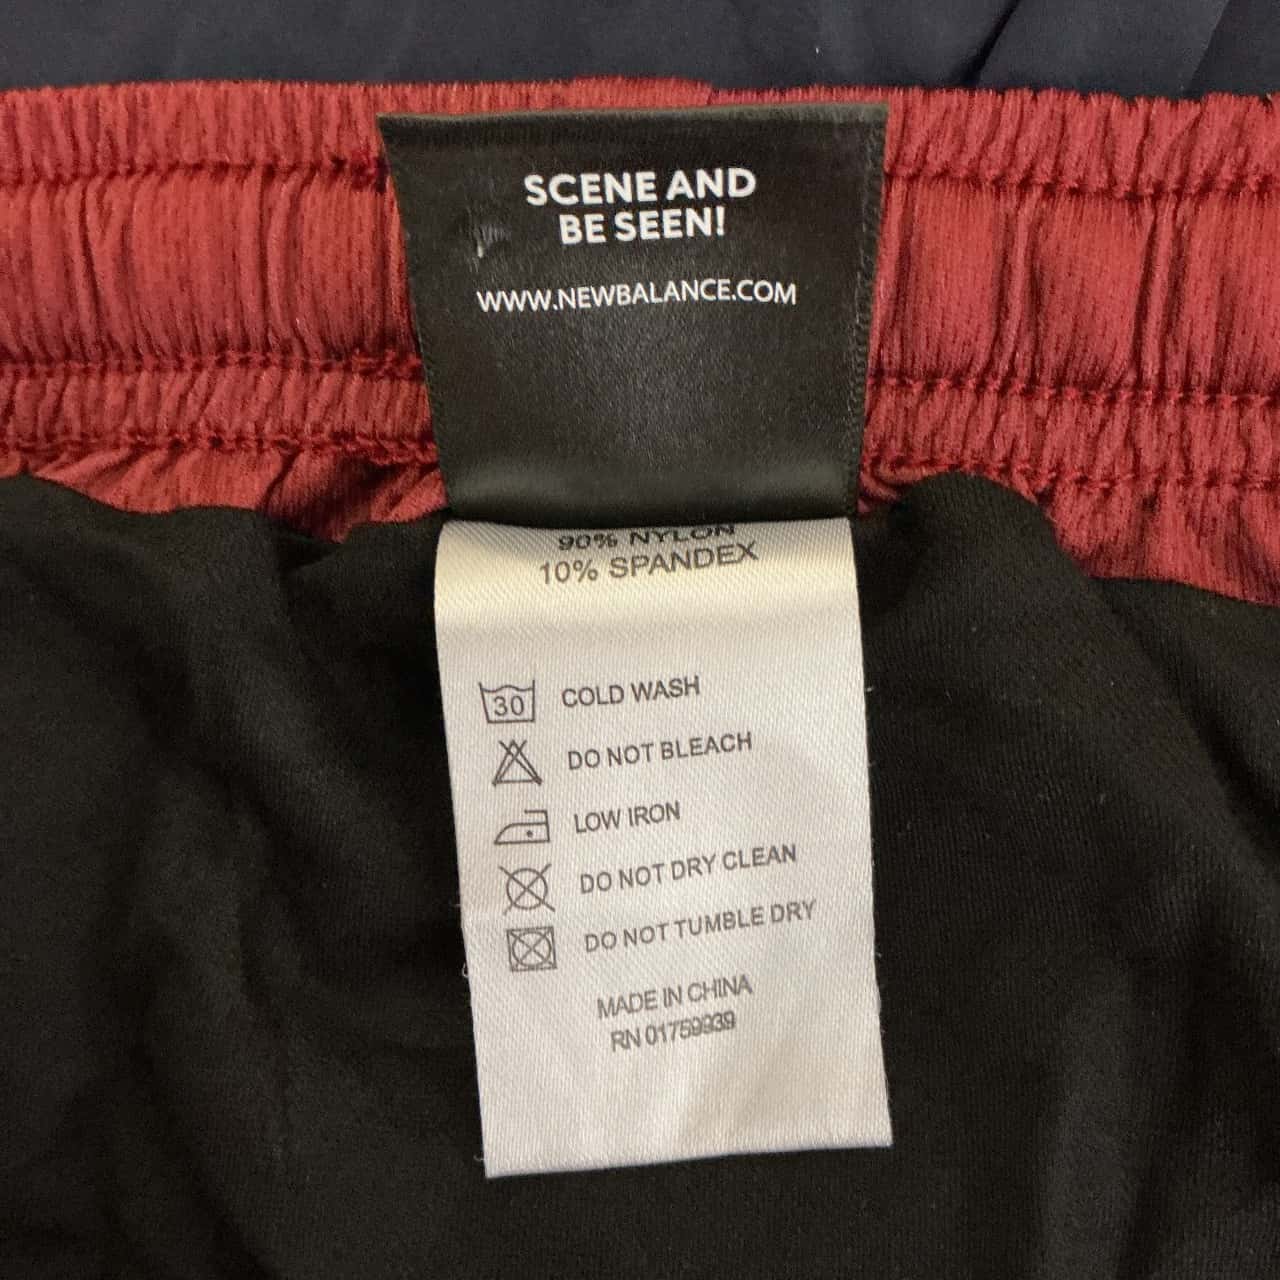 SCENE AND
BE SEEN!
WWW.NEWBALANCE.COM
90% NYLON
10% SPANDEX
30 COLD WASH
DO NOT BLEACH
LOW IRON
DO NOT DRY CLEAN
DO NOT TUMBLE DRY
MADE IN CHINA
RN 01759939